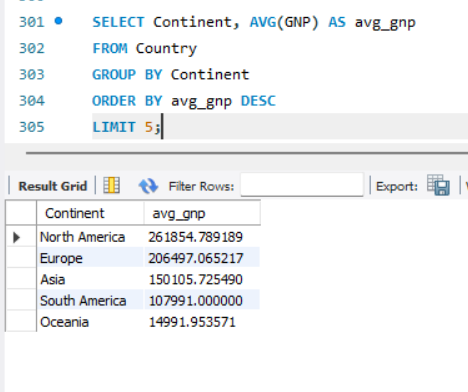 301 SELECT Continent, AVG(GNP) AS avg_gnp
302 FROM Country
303 GROUP BY Continent
304 ORDER BY avg_gnp DESC
305 LIMIT 5;
Result Grid Filter Rows: Export:
Continent avg_gnp
North America 261854.789189
Europe 206497.065217
Asia 150105.725490
South America 107991.000000
Oceania 14991.953571